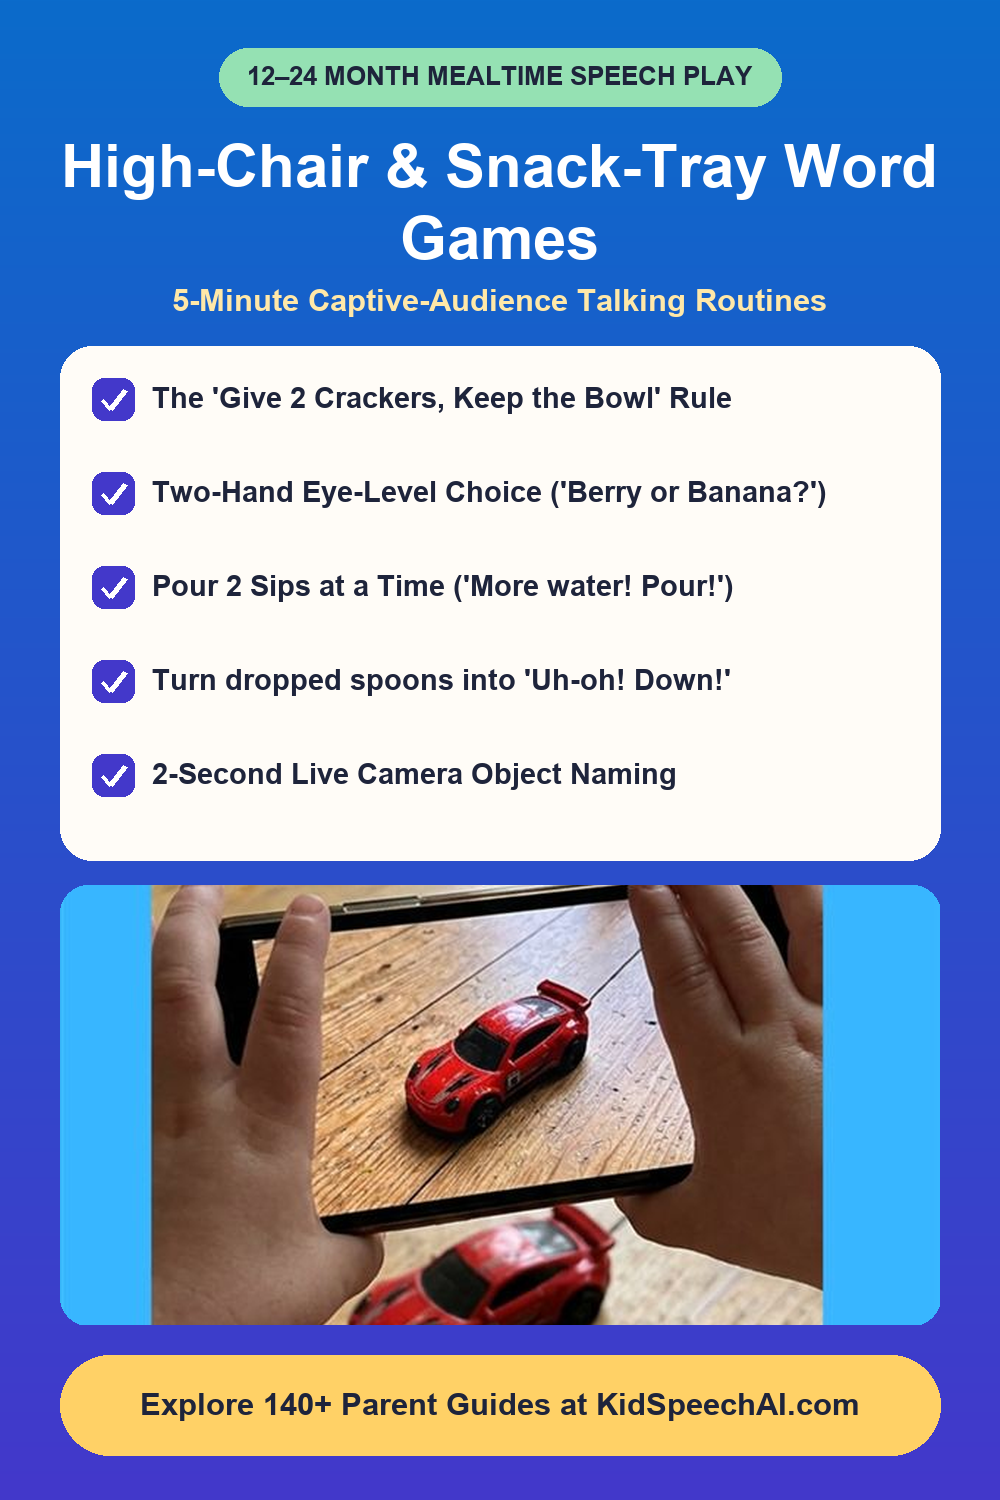 12–24 MONTH MEALTIME SPEECH PLAY
High-Chair & Snack-Tray Word
Games
5-Minute Captive-Audience Talking Routines
The 'Give 2 Crackers, Keep the Bowl' Rule
Two-Hand Eye-Level Choice ('Berry or Banana?')
Pour 2 Sips at a Time ('More water! Pour!')
Turn dropped spoons into 'Uh-oh! Down!'
2-Second Live Camera Object Naming
Explore 140+ Parent Guides at KidSpeechAI.com